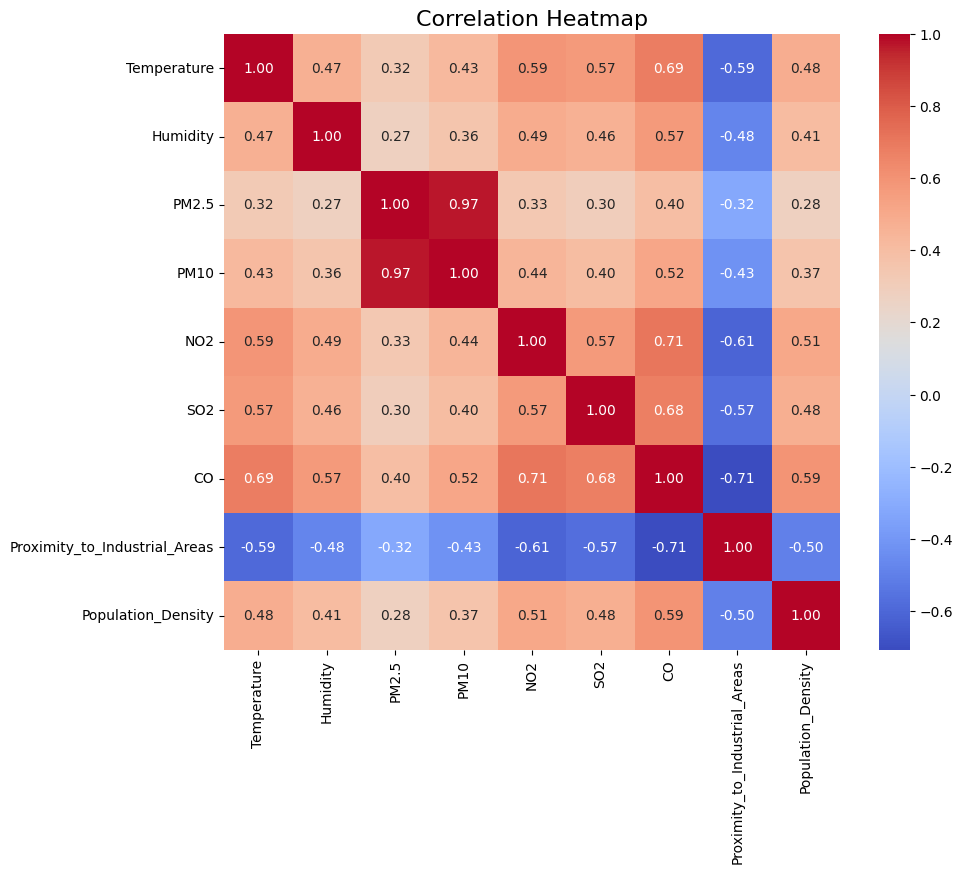 Correlation Heatmap
Temperature 1.00 0.47 0.32 0.43 0.59 0.57 0.69 -0.59 0.48
Humidity 0.47 1.00 0.27 0.36 0.49 0.46 0.57 -0.48 0.41
PM2.5 0.32 0.27 1.00 0.97 0.33 0.30 0.40 -0.32 0.28
PM10 0.43 0.36 0.97 1.00 0.44 0.40 0.52 -0.43 0.37
NO2 0.59 0.49 0.33 0.44 1.00 0.57 0.71 -0.61 0.51
SO2 0.57 0.46 0.30 0.40 0.57 1.00 0.68 -0.57 0.48
CO 0.69 0.57 0.40 0.52 0.71 0.68 1.00 -0.71 0.59
Proximity_to_Industrial_Areas -0.59 -0.48 -0.32 -0.43 -0.61 -0.57 -0.71 1.00 -0.50
Population_Density 0.48 0.41 0.28 0.37 0.51 0.48 0.59 -0.50 1.00
Temperature
Humidity
PM2.5
PM10
NO2
SO2
CO
Proximity_to_Industrial_Areas
Population_Density
1.0
0.8
0.6
0.4
0.2
0.0
−0.2
−0.4
−0.6